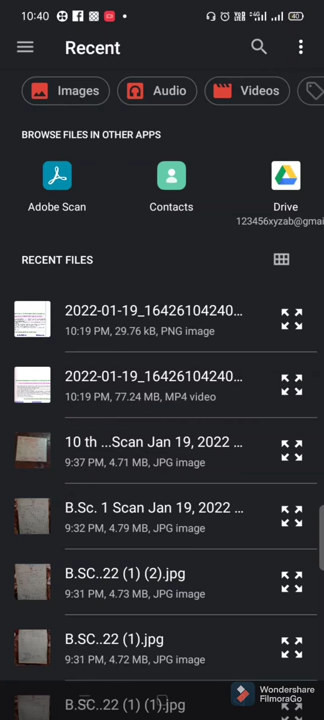 10:40
40
Recent
Images
Audio
Videos
BROWSE FILES IN OTHER APPS
Adobe Scan
Contacts
Drive
123456xyzab@gmai
RECENT FILES
2022-01-19_16426104240...
10:19 PM, 29.76 kB, PNG image
2022-01-19_16426104240...
10:19 PM, 77.24 MB, MP4 video
10 th ...Scan Jan 19, 2022 ...
9:37 PM, 4.71 MB, JPG image
B.Sc. 1 Scan Jan 19, 2022 ...
9:32 PM, 4.79 MB, JPG image
B.SC..22 (1) (2).jpg
9:31 PM, 4.73 MB, JPG image
B.SC..22 (1).jpg
9:31 PM, 4.72 MB, JPG image
B.SC..22 (1) (1).jpg
Wondershare
FilmoraGo